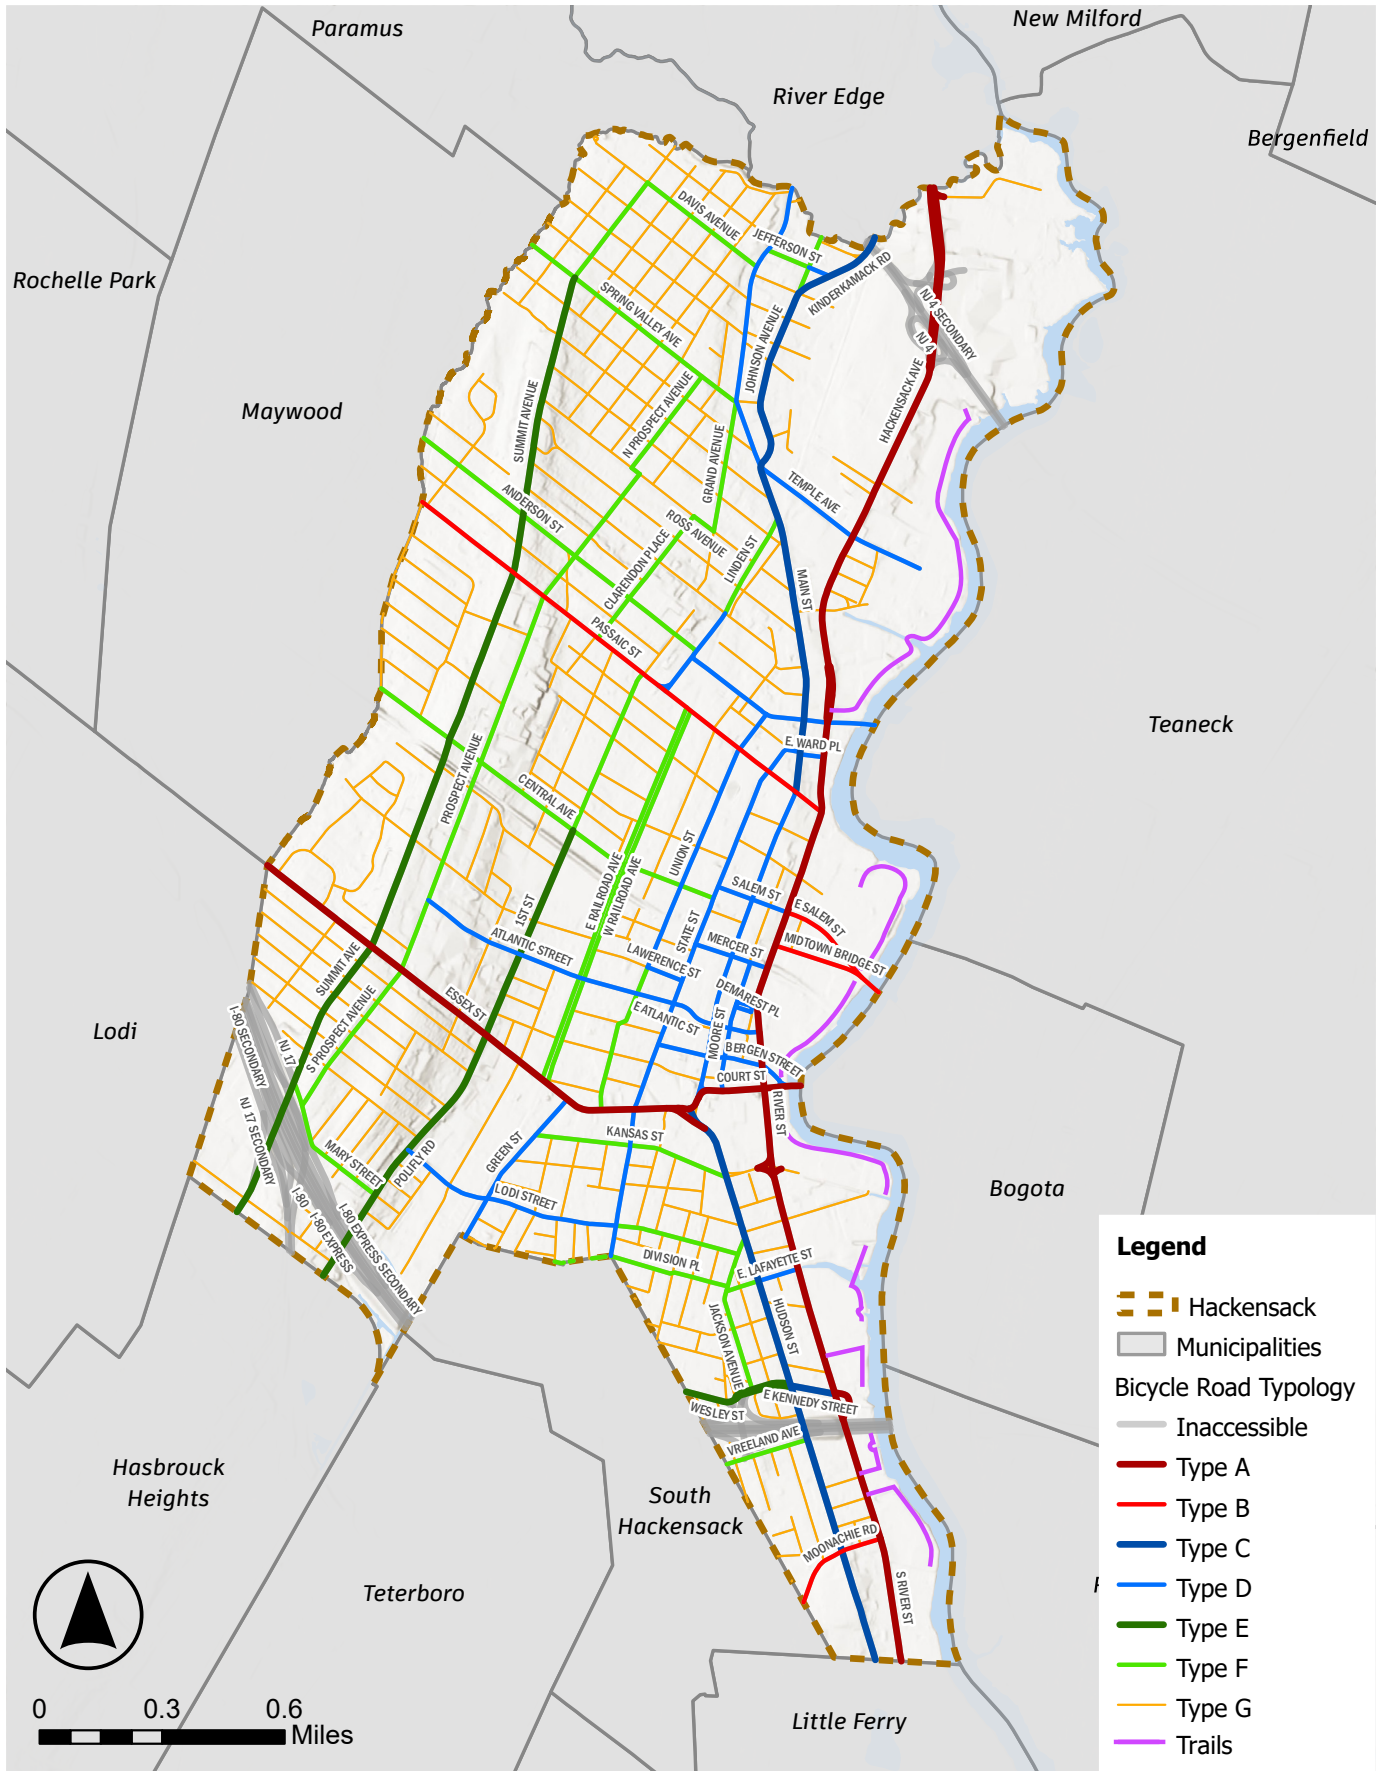 New Milford
Paramus
River Edge
Bergenfield
DAVIS AVENUE
JEFFERSON ST
KINDERKAMACK RD
Rochelle Park
SPRING VALLEY AVE
NJ 4 SECONDARY
NJ 4
JOHNSON AVENUE
Maywood
SUMMIT AVENUE
N PROSPECT AVENUE
HACKENSACK AVE
GRAND AVENUE
TEMPLE AVE
ANDERSON ST
ROSS AVENUE
LINDEN ST
CLARENDON PLACE
MAIN ST
PASSAIC ST
Teaneck
E. WARD PL
PROSPECT AVENUE
CENTRAL AVE
UNION ST
E RAILROAD AVE
W RAILROAD AVE
SALEM ST
E SALEM ST
1ST ST
STATE ST
MERCER ST
MIDTOWN BRIDGE ST
ATLANTIC STREET
LAWERENCE ST
SUMMIT AVE
ESSEX ST
DEMAREST PL
E ATLANTIC ST
MOORE ST
Lodi
S PROSPECT AVENUE
I-80 SECONDARY
NJ 17
BERGEN STREET
COURT ST
RIVER ST
NJ 17 SECONDARY
KANSAS ST
GREEN ST
MARY STREET
POLIFLY RD
LODI STREET
Bogota
I-80
I-80 EXPRESS
I-80 EXPRESS SECONDARY
DIVISION PL
E. LAFAYETTE ST
JACKSON AVENUE
HUDSON ST
E KENNEDY STREET
WESLEY ST
VREELAND AVE
Hasbrouck
Heights
South
Hackensack
MOONACHIE RD
S RIVER ST
Teterboro
Little Ferry
0 0.3 0.6
Miles
Legend
Hackensack
Municipalities
Bicycle Road Typology
Inaccessible
Type A
Type B
Type C
Type D
Type E
Type F
Type G
Trails